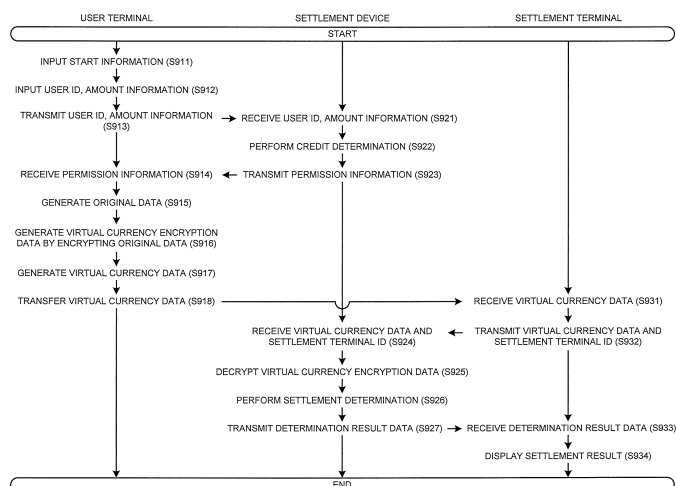 USER TERMINAL SETTLEMENT DEVICE SETTLEMENT TERMINAL
START
INPUT START INFORMATION (S911)
INPUT USER ID, AMOUNT INFORMATION (S912)
TRANSMIT USER ID, AMOUNT INFORMATION
(S913)
RECEIVE USER ID, AMOUNT INFORMATION (S921)
PERFORM CREDIT DETERMINATION (S922)
RECEIVE PERMISSION INFORMATION (S914)
TRANSMIT PERMISSION INFORMATION (S923)
GENERATE ORIGINAL DATA (S915)
GENERATE VIRTUAL CURRENCY ENCRYPTION
DATA BY ENCRYPTING ORIGINAL DATA (S916)
GENERATE VIRTUAL CURRENCY DATA (S917)
TRANSFER VIRTUAL CURRENCY DATA (S918)
RECEIVE VIRTUAL CURRENCY DATA (S931)
RECEIVE VIRTUAL CURRENCY DATA AND
SETTLEMENT TERMINAL ID (S924)
TRANSMIT VIRTUAL CURRENCY DATA AND
SETTLEMENT TERMINAL ID (S932)
DECRYPT VIRTUAL CURRENCY ENCRYPTION DATA (S925)
PERFORM SETTLEMENT DETERMINATION (S926)
TRANSMIT DETERMINATION RESULT DATA (S927)
RECEIVE DETERMINATION RESULT DATA (S933)
DISPLAY SETTLEMENT RESULT (S934)
END